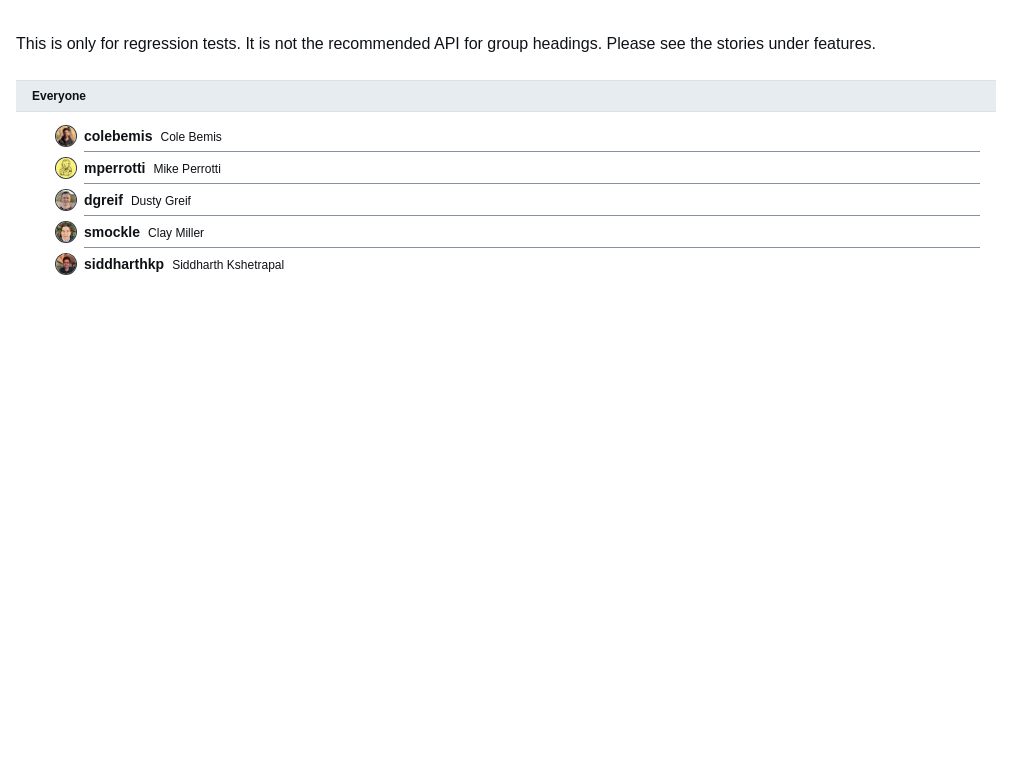 This is only for regression tests. It is not the recommended API for group headings. Please see the stories under features.
Everyone
colebemis Cole Bemis
mperrotti Mike Perrotti
dgreif Dusty Greif
smockle Clay Miller
siddharthkp Siddharth Kshetrapal